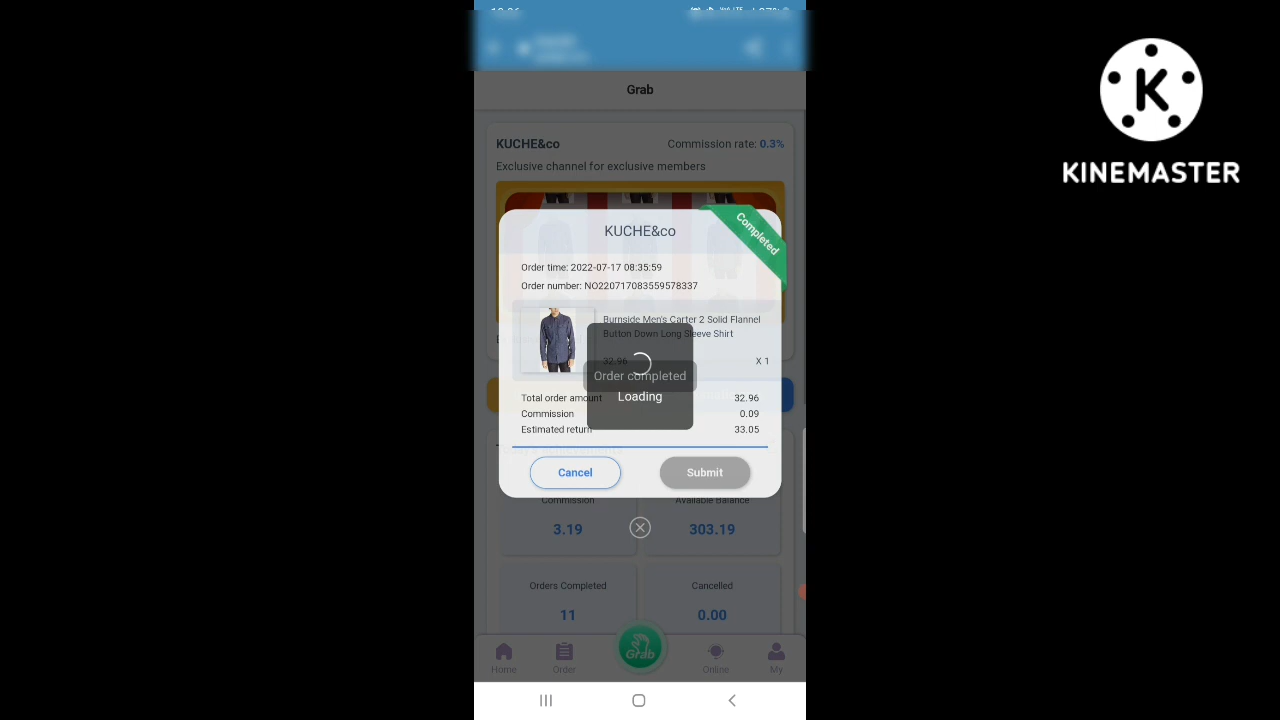 Grab
KUCHE&co
Commission rate: 0.3%
Exclusive channel for exclusive members
KUCHE&co
Completed
Order time: 2022-07-17 08:35:59
Order number: NO220717083559578337
Burnside Men's Carter 2 Solid Flannel
Button Down Long Sleeve Shirt
32.96
X 1
Order completed
Loading
Total order amount 32.96
Commission 0.09
Estimated return 33.05
Cancel
Submit
Commission
Available Balance
3.19
303.19
Orders Completed
Cancelled
11
0.00
Grab
Home
Order
Online
My
K
KINEMASTER